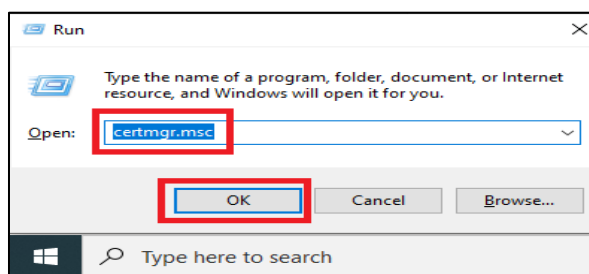 Run
Type the name of a program, folder, document, or Internet
resource, and Windows will open it for you.
Open: certmgr.msc
OK Cancel Browse...
Type here to search